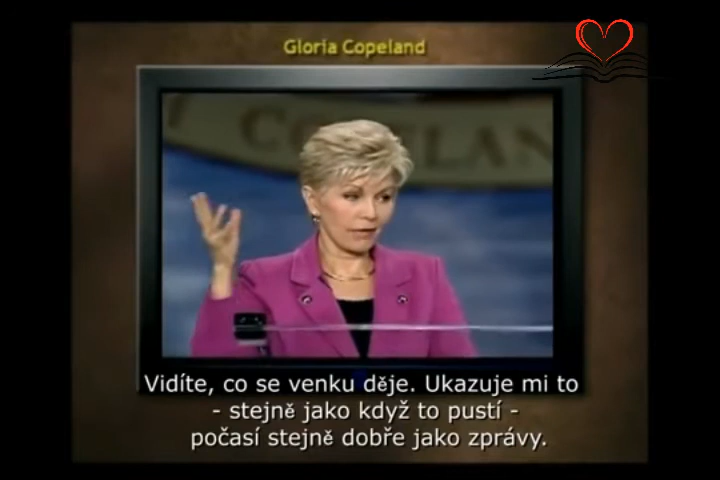 Gloria Copeland
COPELAN
Vidíte, co se venku děje. Ukazuje mi to
- stejně jako když to pustí -
počasí stejně dobře jako zprávy.